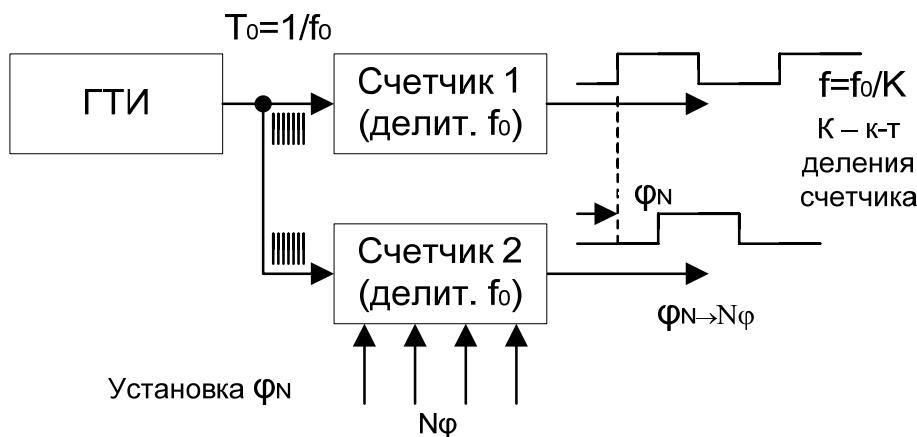 T₀=1/f₀
ГТИ
Счетчик 1
(делит. f₀)
f=f₀/K
К – к-т
деления
счетчика
φN
Счетчик 2
(делит. f₀)
φN→Nφ
Установка φN
Nφ